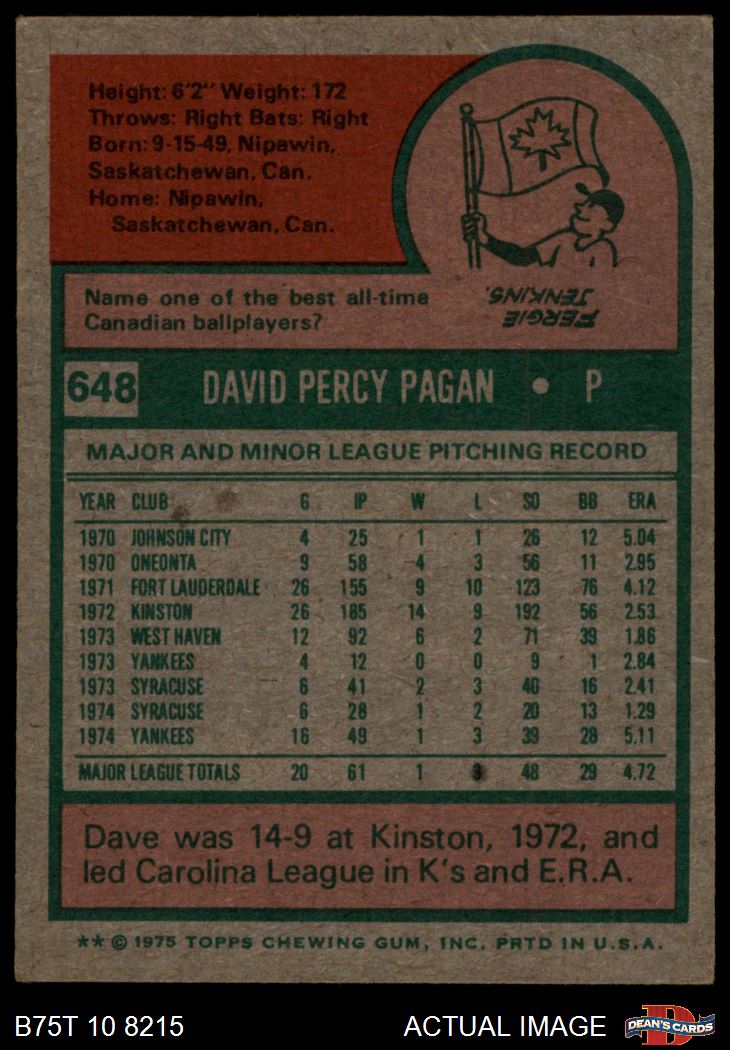 Height: 6'2" Weight: 172
Throws: Right Bats: Right
Born: 9-15-49, Nipawin,
Saskatchewan, Can.
Home: Nipawin,
Saskatchewan, Can.
Name one of the best all-time
Canadian ballplayers?
FERGIE
JENKINS.
648 DAVID PERCY PAGAN • P
MAJOR AND MINOR LEAGUE PITCHING RECORD
YEAR CLUB G IP W L SO BB ERA
1970 JOHNSON CITY 4 25 1 1 26 12 5.04
1970 ONEONTA 9 58 4 3 56 11 2.95
1971 FORT LAUDERDALE 26 155 9 10 123 76 4.12
1972 KINSTON 26 185 14 9 192 56 2.53
1973 WEST HAVEN 12 92 6 2 71 39 1.86
1973 YANKEES 4 12 0 0 9 1 2.84
1973 SYRACUSE 6 41 2 3 40 16 2.41
1974 SYRACUSE 6 28 1 2 20 13 1.29
1974 YANKEES 16 49 1 3 39 28 5.11
MAJOR LEAGUE TOTALS 20 61 1 3 48 29 4.72
Dave was 14-9 at Kinston, 1972, and
led Carolina League in K's and E.R.A.
** © 1975 TOPPS CHEWING GUM, INC. PRTD IN U.S.A.
B75T 10 8215 ACTUAL IMAGE D DEAN'S CARDS